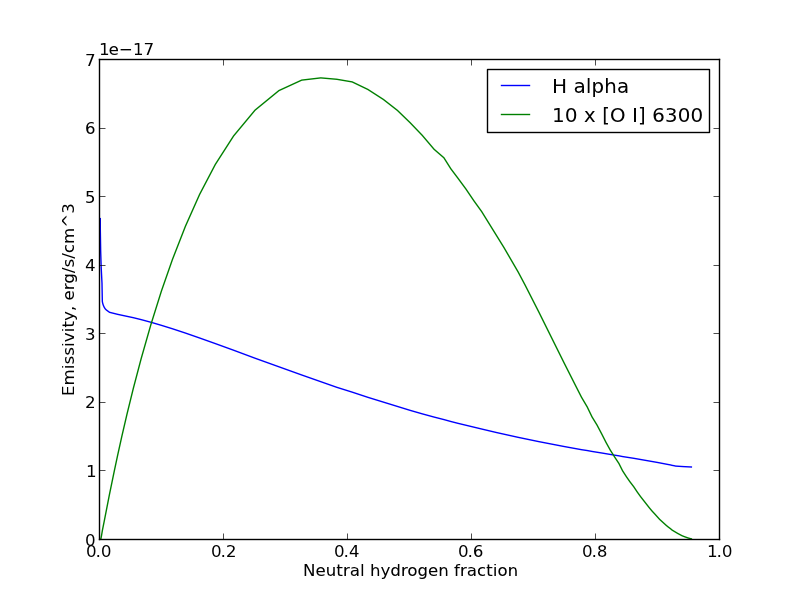 1e−17
7
6
5
4
3
2
1
0
Emissivity, erg/s/cm^3
H alpha
10 x [O I] 6300
0.0 0.2 0.4 0.6 0.8 1.0
Neutral hydrogen fraction